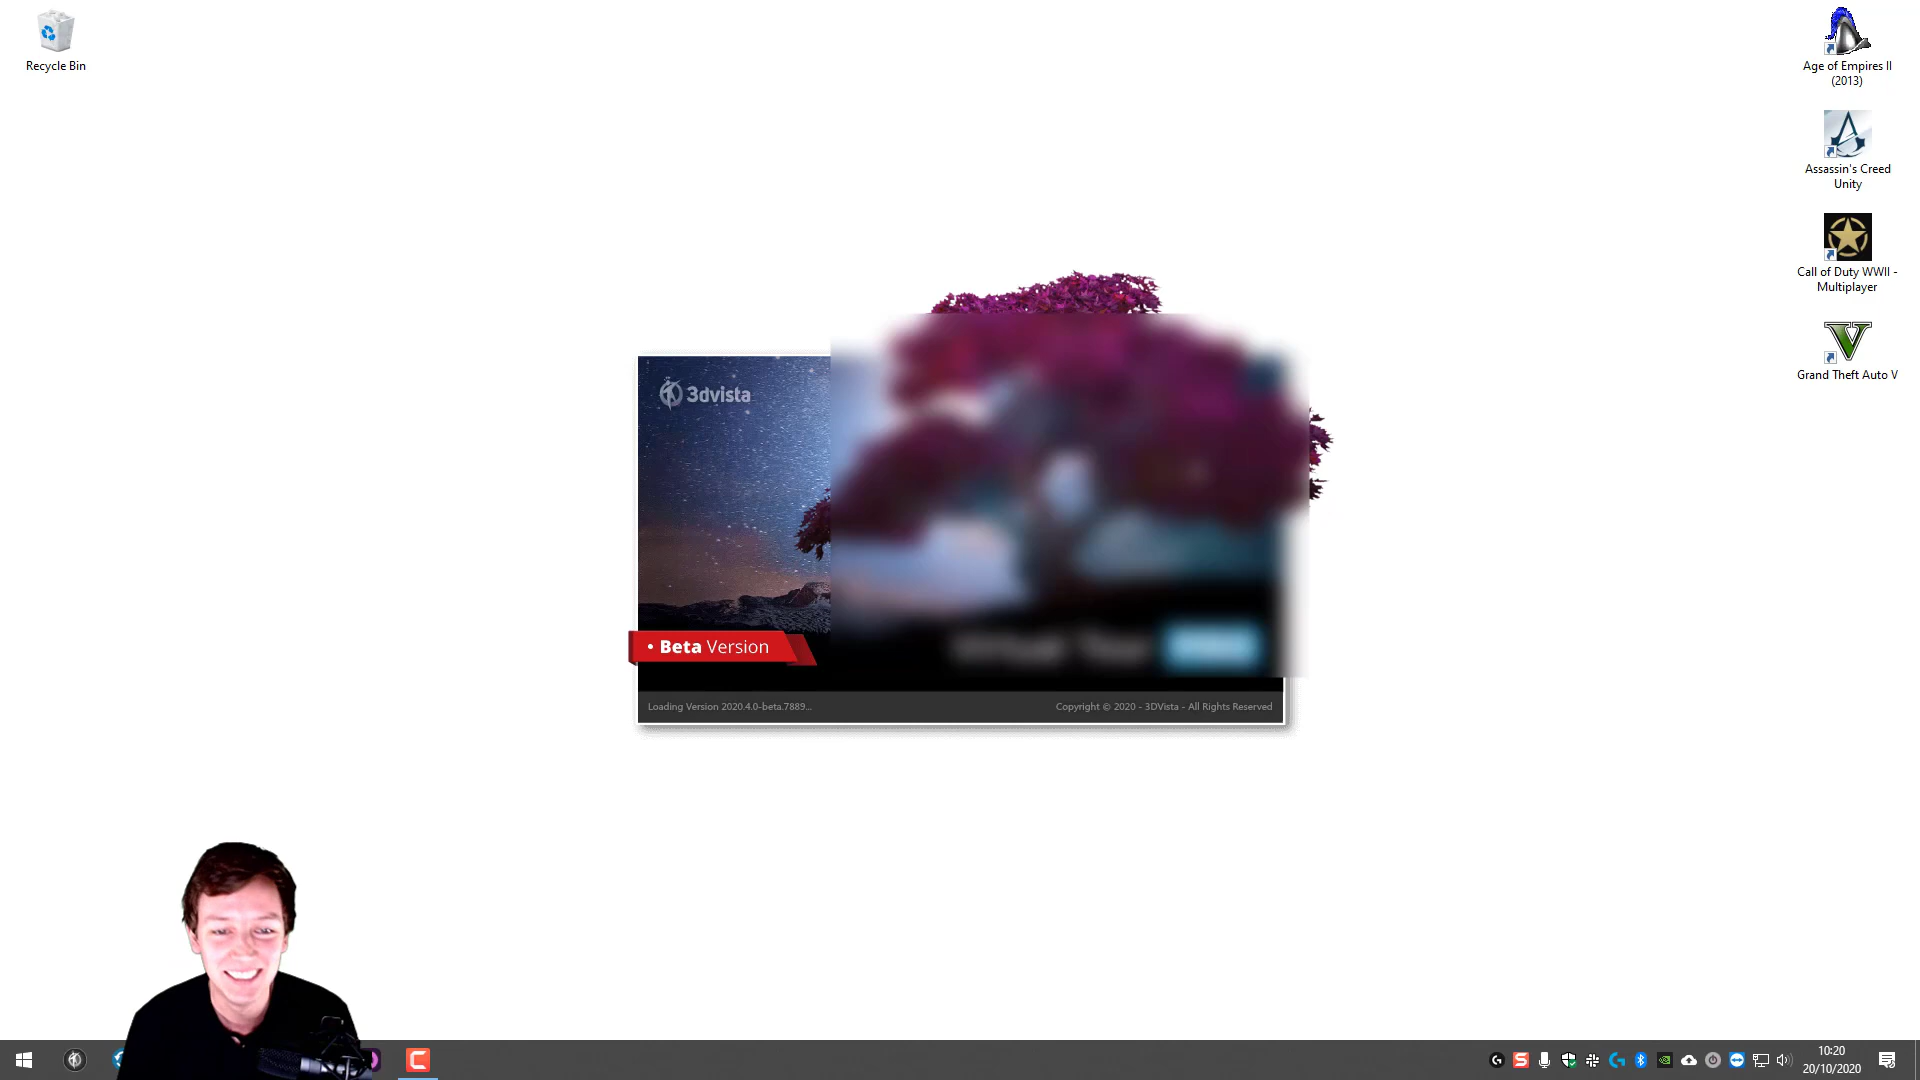 Recycle Bin
Age of Empires II
(2013)
Assassin's Creed
Unity
Call of Duty WWII -
Multiplayer
Grand Theft Auto V
3dvista
• Beta Version
Virtual Tour
Loading Version 2020.4.0-beta.7889...
Copyright © 2020 - 3DVista - All Rights Reserved
10:20
20/10/2020